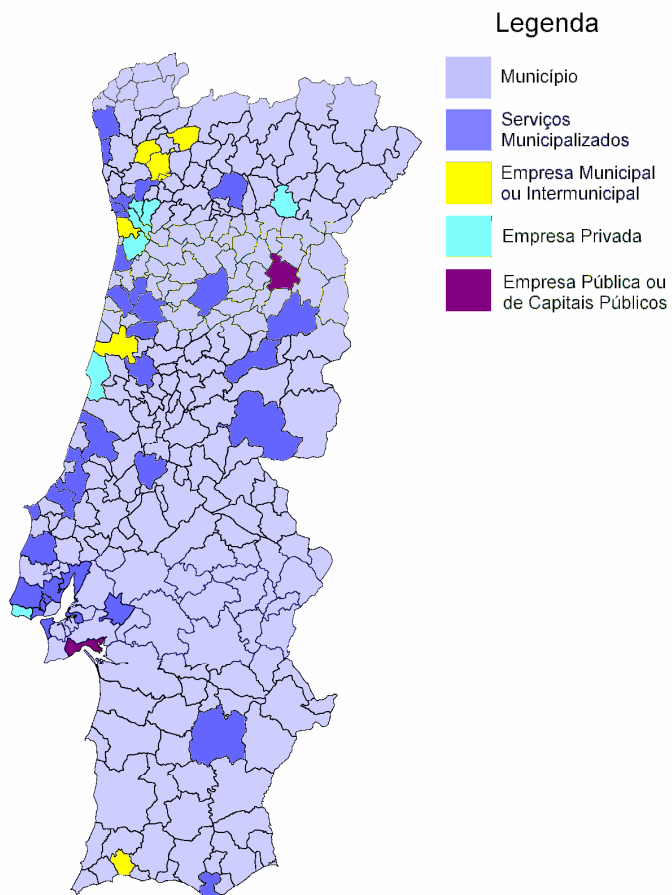 Legenda
Município
Serviços
Municipalizados
Empresa Municipal
ou Intermunicipal
Empresa Privada
Empresa Pública ou
de Capitais Públicos